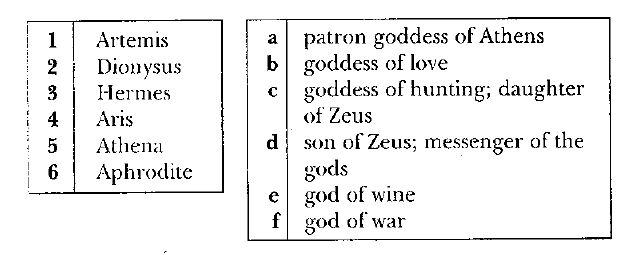 1 Artemis
2 Dionysus
3 Hermes
4 Aris
5 Athena
6 Aphrodite
a patron goddess of Athens
b goddess of love
c goddess of hunting; daughter
of Zeus
d son of Zeus; messenger of the
gods
e god of wine
f god of war